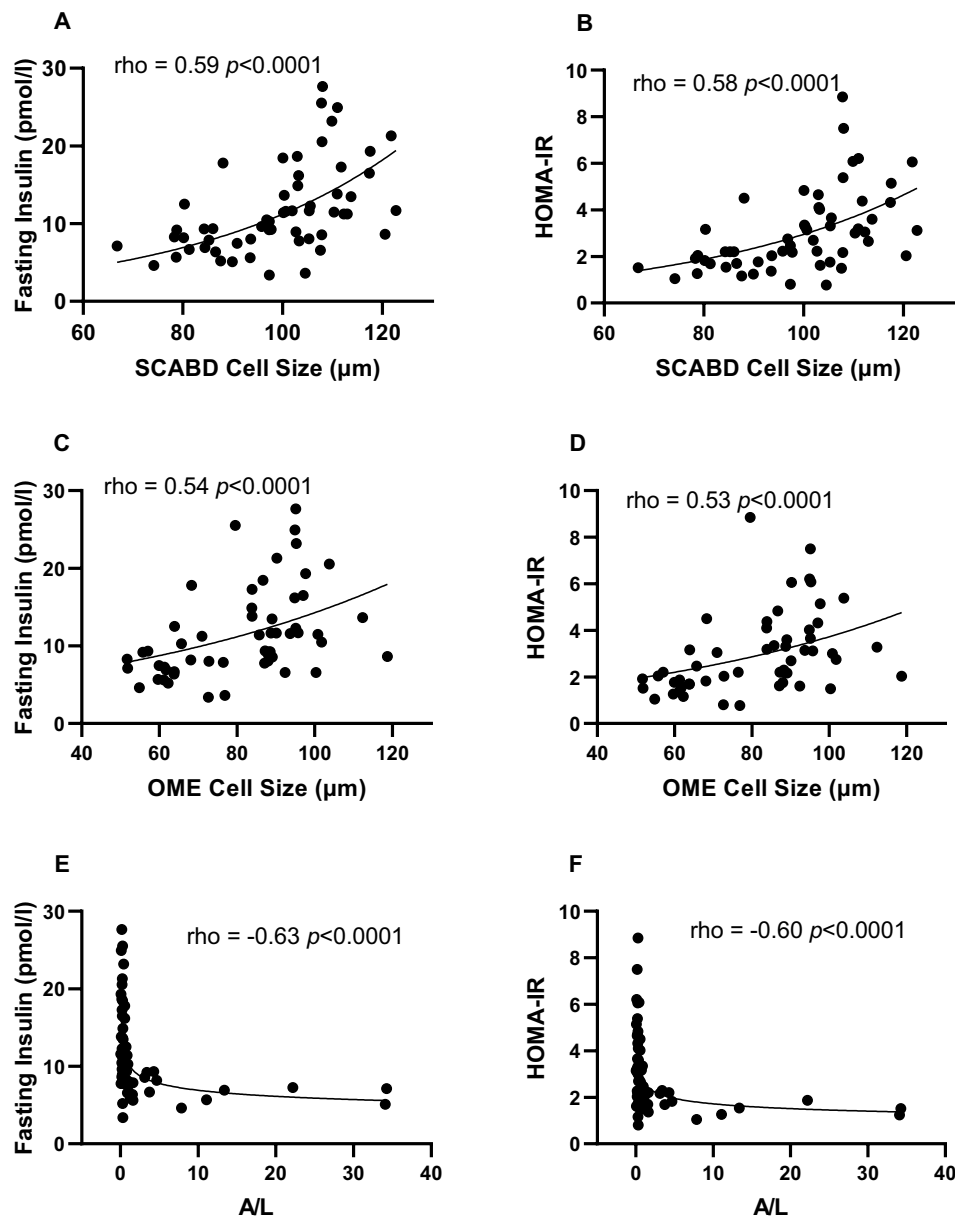 A
rho = 0.59 p<0.0001
Fasting Insulin (pmol/l)
30
20
10
0
60 80 100 120
SCABD Cell Size (µm)
B
rho = 0.58 p<0.0001
HOMA-IR
10
8
6
4
2
0
60 80 100 120
SCABD Cell Size (µm)
C
rho = 0.54 p<0.0001
Fasting Insulin (pmol/l)
30
20
10
0
40 60 80 100 120
OME Cell Size (µm)
D
rho = 0.53 p<0.0001
HOMA-IR
10
8
6
4
2
0
40 60 80 100 120
OME Cell Size (µm)
E
rho = -0.63 p<0.0001
Fasting Insulin (pmol/l)
30
20
10
0
0 10 20 30 40
A/L
F
rho = -0.60 p<0.0001
HOMA-IR
10
8
6
4
2
0
0 10 20 30 40
A/L